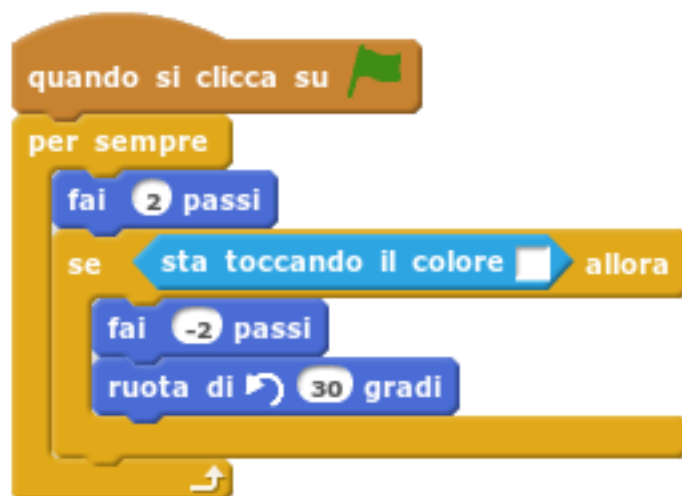 quando si clicca su
per sempre
fai 2 passi
se sta toccando il colore allora
fai -2 passi
ruota di 30 gradi